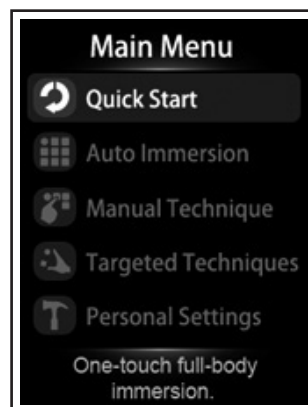 Main Menu
Quick Start
Auto Immersion
Manual Technique
Targeted Techniques
Personal Settings
One-touch full-body
immersion.